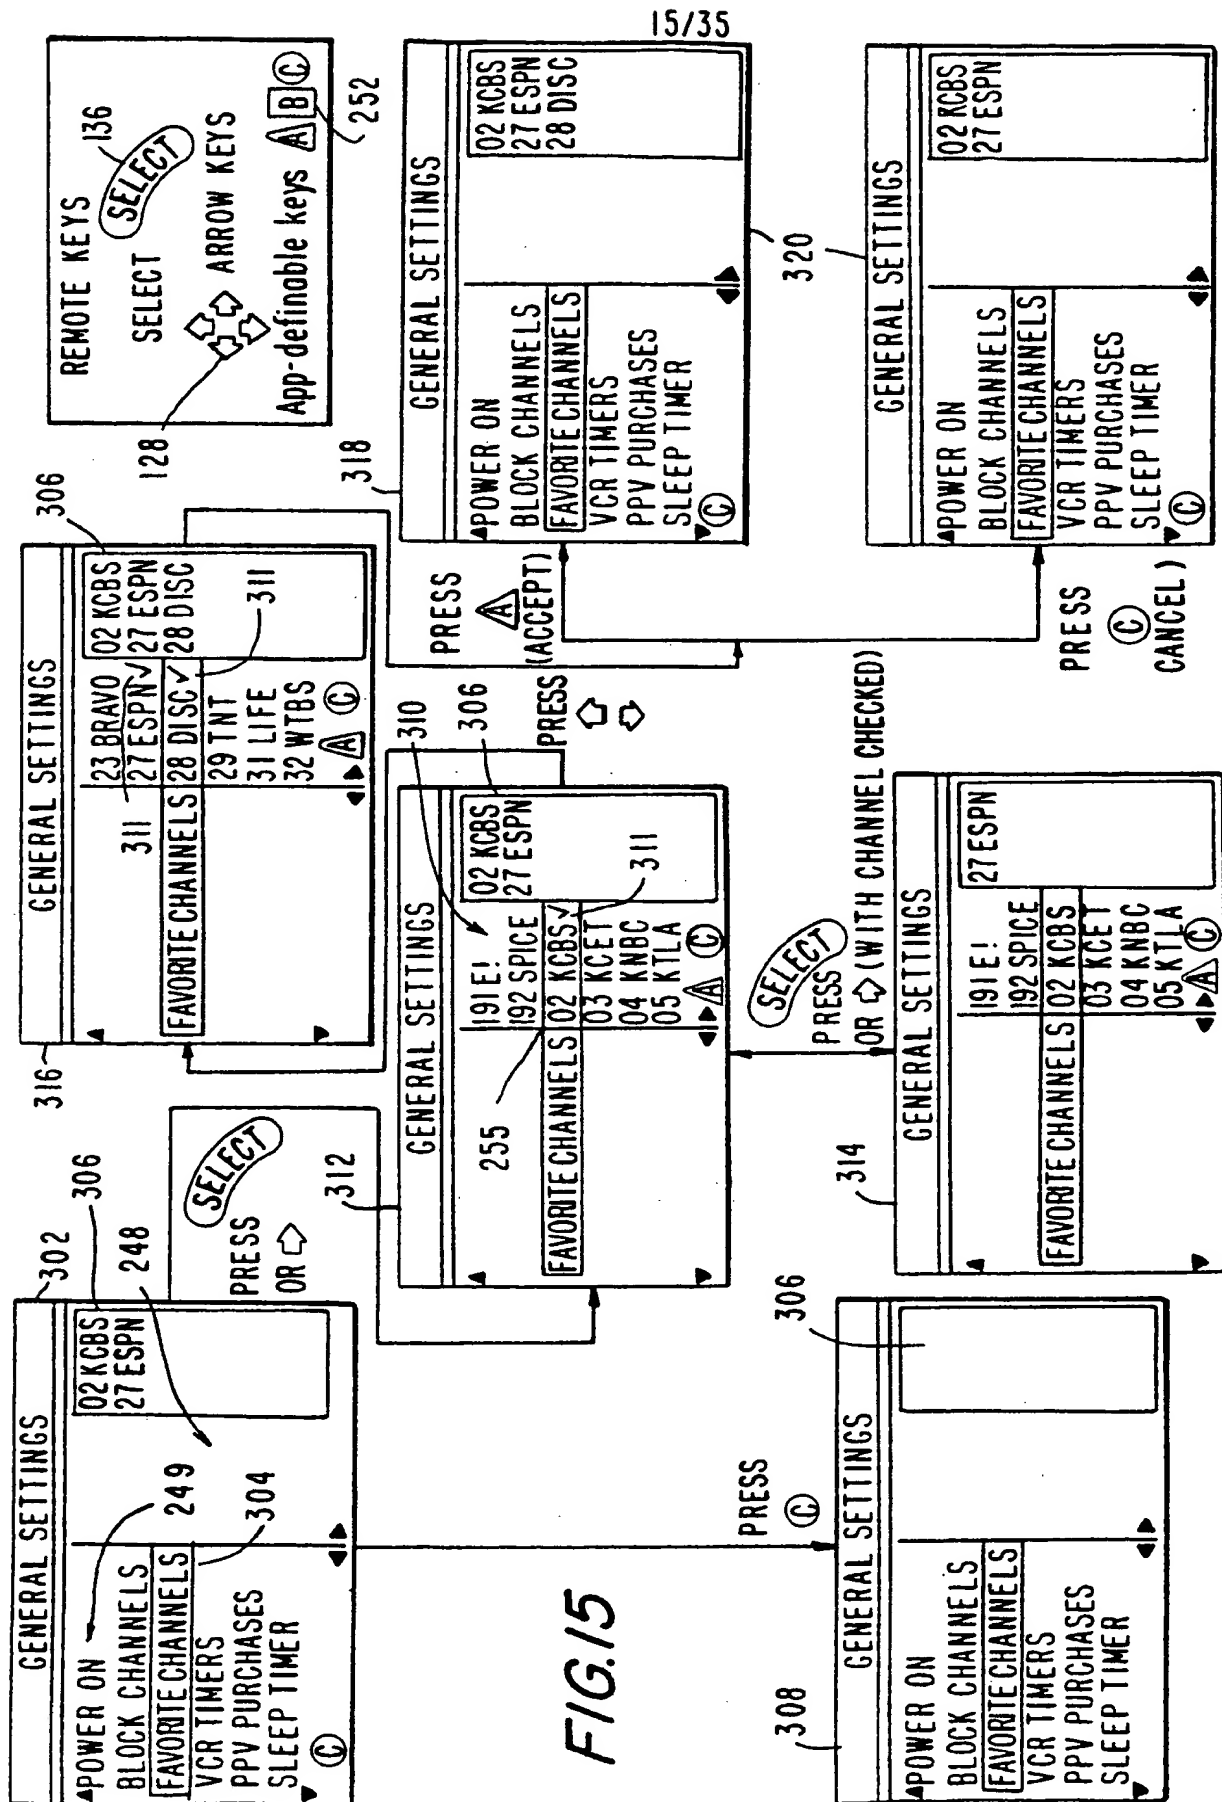 15/35
GENERAL SETTINGS
302
POWER ON
BLOCK CHANNELS
FAVORITE CHANNELS
VCR TIMERS
PPV PURCHASES
SLEEP TIMER
C
02 KCBS
27 ESPN
306
249
248
304
PRESS SELECT
OR
PRESS C
308
GENERAL SETTINGS
POWER ON
BLOCK CHANNELS
FAVORITE CHANNELS
VCR TIMERS
PPV PURCHASES
SLEEP TIMER
306
312
GENERAL SETTINGS
255
310
191 E!
192 SPICE
FAVORITE CHANNELS 02 KCBS ✓
03 KCET
04 KNBC
05 KTLA
A C
02 KCBS
27 ESPN
306
311
PRESS SELECT
OR (WITH CHANNEL CHECKED)
314
GENERAL SETTINGS
191 E!
192 SPICE
FAVORITE CHANNELS 02 KCBS
03 KCET
04 KNBC
05 KTLA
A C
27 ESPN
PRESS
316
GENERAL SETTINGS
311
23 BRAVO
27 ESPN ✓
FAVORITE CHANNELS 28 DISC ✓
29 TNT
31 LIFE
32 WTBS
A C
02 KCBS
27 ESPN
28 DISC
306
311
PRESS A
(ACCEPT)
318
GENERAL SETTINGS
POWER ON
BLOCK CHANNELS
FAVORITE CHANNELS
VCR TIMERS
PPV PURCHASES
SLEEP TIMER
C
02 KCBS
27 ESPN
28 DISC
320
PRESS C
CANCEL)
GENERAL SETTINGS
POWER ON
BLOCK CHANNELS
FAVORITE CHANNELS
VCR TIMERS
PPV PURCHASES
SLEEP TIMER
C
02 KCBS
27 ESPN
REMOTE KEYS
SELECT SELECT
136
ARROW KEYS
128
App-definable keys A B C
252
FIG.15